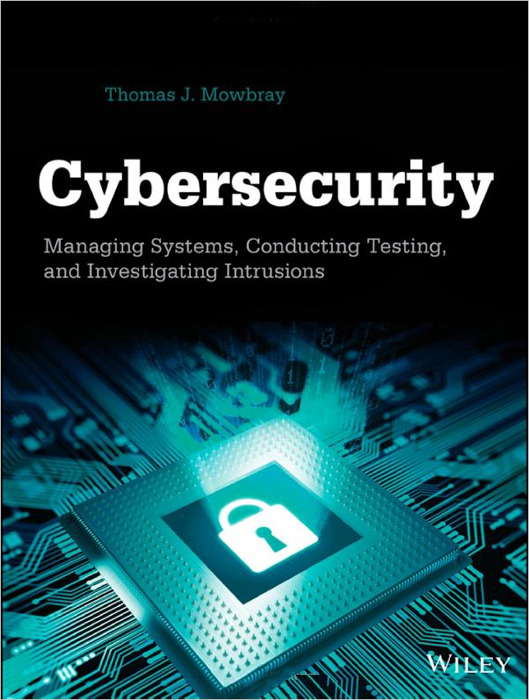 Thomas J. Mowbray
Cybersecurity
Managing Systems, Conducting Testing,
and Investigating Intrusions
WILEY